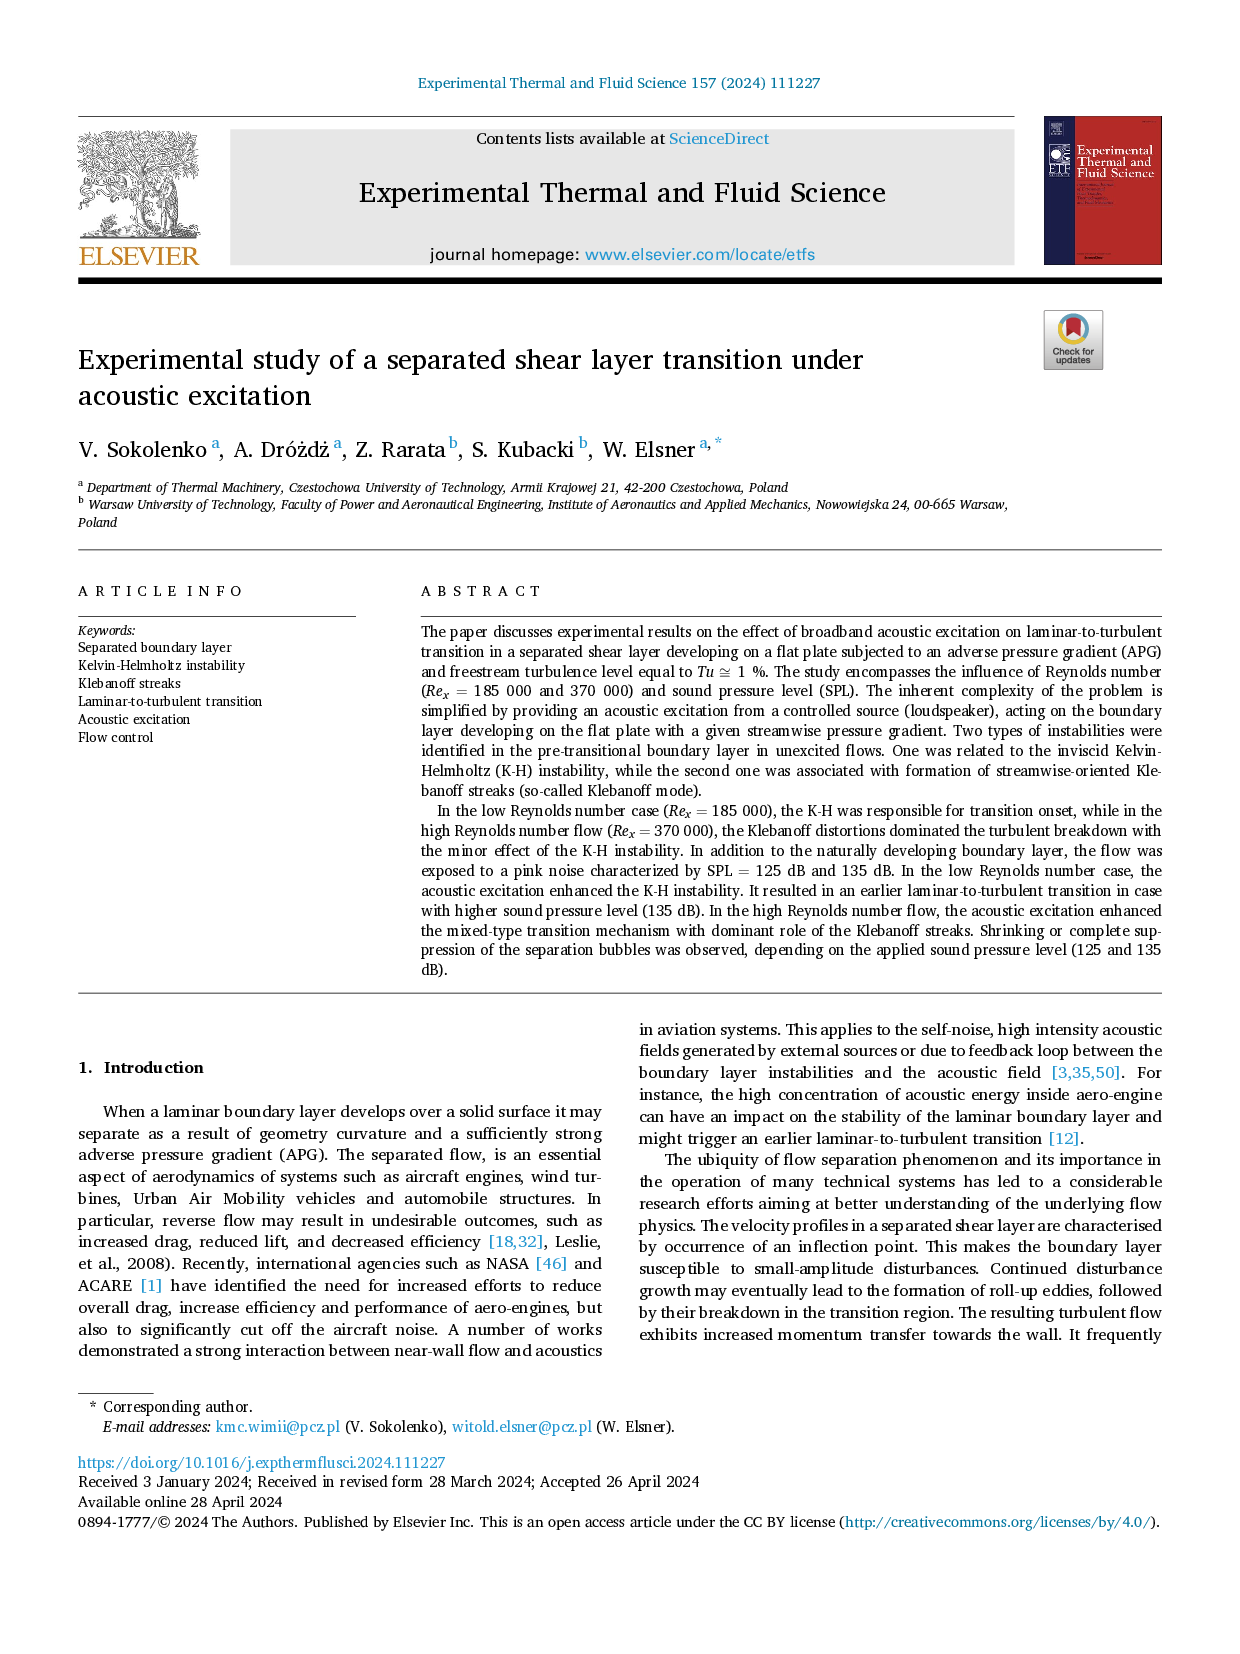 Experimental Thermal and Fluid Science 157 (2024) 111227
Contents lists available at ScienceDirect
Experimental Thermal and Fluid Science
journal homepage: www.elsevier.com/locate/etfs
ELSEVIER
Experimental
Thermal and
Fluid Science
Check for
updates
Experimental study of a separated shear layer transition under
acoustic excitation
V. Sokolenko a, A. Dróżdż a, Z. Rarata b, S. Kubacki b, W. Elsner a, *
a Department of Thermal Machinery, Czestochowa University of Technology, Armii Krajowej 21, 42-200 Czestochowa, Poland
b Warsaw University of Technology, Faculty of Power and Aeronautical Engineering, Institute of Aeronautics and Applied Mechanics, Nowowiejska 24, 00-665 Warsaw,
Poland
ARTICLE INFO
Keywords:
Separated boundary layer
Kelvin-Helmholtz instability
Klebanoff streaks
Laminar-to-turbulent transition
Acoustic excitation
Flow control
ABSTRACT
The paper discusses experimental results on the effect of broadband acoustic excitation on laminar-to-turbulent
transition in a separated shear layer developing on a flat plate subjected to an adverse pressure gradient (APG)
and freestream turbulence level equal to Tu ≅ 1 %. The study encompasses the influence of Reynolds number
(Rex = 185 000 and 370 000) and sound pressure level (SPL). The inherent complexity of the problem is
simplified by providing an acoustic excitation from a controlled source (loudspeaker), acting on the boundary
layer developing on the flat plate with a given streamwise pressure gradient. Two types of instabilities were
identified in the pre-transitional boundary layer in unexcited flows. One was related to the inviscid Kelvin-
Helmholtz (K-H) instability, while the second one was associated with formation of streamwise-oriented Kle-
banoff streaks (so-called Klebanoff mode).
In the low Reynolds number case (Rex = 185 000), the K-H was responsible for transition onset, while in the
high Reynolds number flow (Rex = 370 000), the Klebanoff distortions dominated the turbulent breakdown with
the minor effect of the K-H instability. In addition to the naturally developing boundary layer, the flow was
exposed to a pink noise characterized by SPL = 125 dB and 135 dB. In the low Reynolds number case, the
acoustic excitation enhanced the K-H instability. It resulted in an earlier laminar-to-turbulent transition in case
with higher sound pressure level (135 dB). In the high Reynolds number flow, the acoustic excitation enhanced
the mixed-type transition mechanism with dominant role of the Klebanoff streaks. Shrinking or complete sup-
pression of the separation bubbles was observed, depending on the applied sound pressure level (125 and 135
dB).
1. Introduction
When a laminar boundary layer develops over a solid surface it may
separate as a result of geometry curvature and a sufficiently strong
adverse pressure gradient (APG). The separated flow, is an essential
aspect of aerodynamics of systems such as aircraft engines, wind tur-
bines, Urban Air Mobility vehicles and automobile structures. In
particular, reverse flow may result in undesirable outcomes, such as
increased drag, reduced lift, and decreased efficiency [18,32], Leslie,
et al., 2008). Recently, international agencies such as NASA [46] and
ACARE [1] have identified the need for increased efforts to reduce
overall drag, increase efficiency and performance of aero-engines, but
also to significantly cut off the aircraft noise. A number of works
demonstrated a strong interaction between near-wall flow and acoustics
in aviation systems. This applies to the self-noise, high intensity acoustic
fields generated by external sources or due to feedback loop between the
boundary layer instabilities and the acoustic field [3,35,50]. For
instance, the high concentration of acoustic energy inside aero-engine
can have an impact on the stability of the laminar boundary layer and
might trigger an earlier laminar-to-turbulent transition [12].
The ubiquity of flow separation phenomenon and its importance in
the operation of many technical systems has led to a considerable
research efforts aiming at better understanding of the underlying flow
physics. The velocity profiles in a separated shear layer are characterised
by occurrence of an inflection point. This makes the boundary layer
susceptible to small-amplitude disturbances. Continued disturbance
growth may eventually lead to the formation of roll-up eddies, followed
by their breakdown in the transition region. The resulting turbulent flow
exhibits increased momentum transfer towards the wall. It frequently
* Corresponding author.
E-mail addresses: kmc.wimii@pcz.pl (V. Sokolenko), witold.elsner@pcz.pl (W. Elsner).
https://doi.org/10.1016/j.expthermflusci.2024.111227
Received 3 January 2024; Received in revised form 28 March 2024; Accepted 26 April 2024
Available online 28 April 2024
0894-1777/© 2024 The Authors. Published by Elsevier Inc. This is an open access article under the CC BY license (http://creativecommons.org/licenses/by/4.0/).